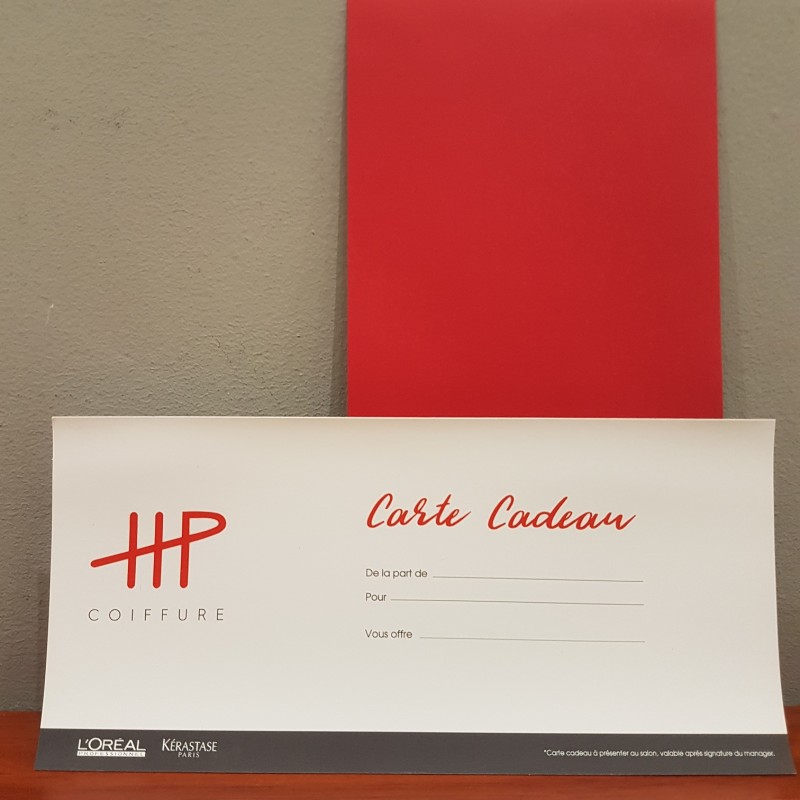 HP
COIFFURE
Carte Cadeau
De la part de
Pour
Vous offre
L'ORÉAL
PROFESSIONNEL
KÉRASTASE
PARIS
*Carte cadeau à présenter au salon, valable après signature du manager.